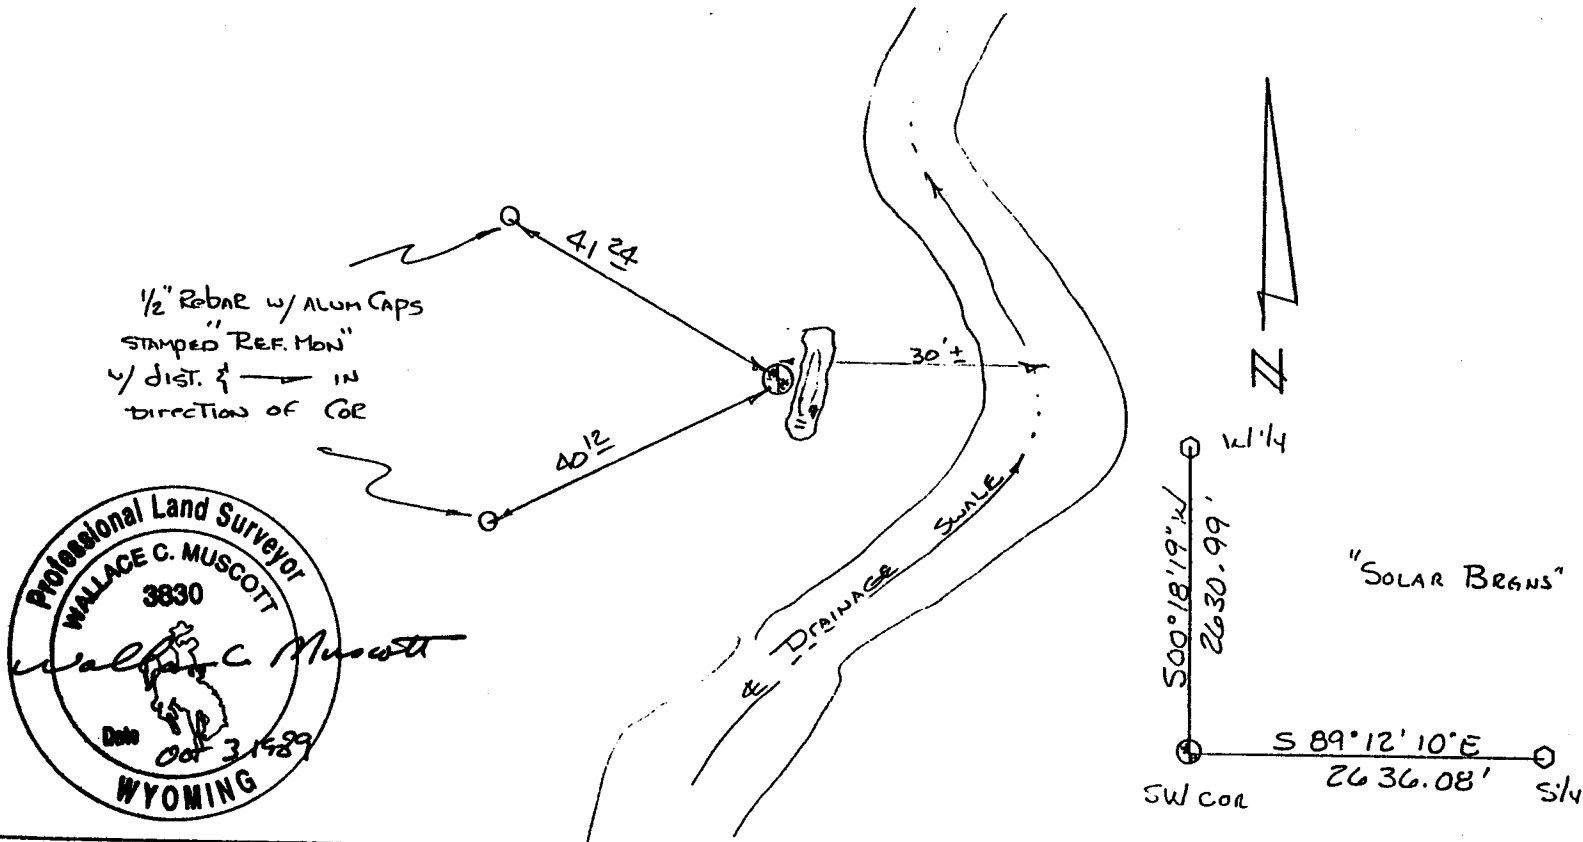 41 24
1/2" Rebar w/ Alum Caps
Stamped "Ref. Mon"
w/ dist. & → in
Direction of Cor
40 12
30'±
Drainage Swale
N
W 1/4
S00°18'19"W
2630.99'
"Solar Brgns"
S 89°12'10"E
2636.08'
SW Cor
S 1/4
Professional Land Surveyor
WALLACE C. MUSCOTT
3830
Wallace C. Muscott
Date Oct 3 1989
WYOMING